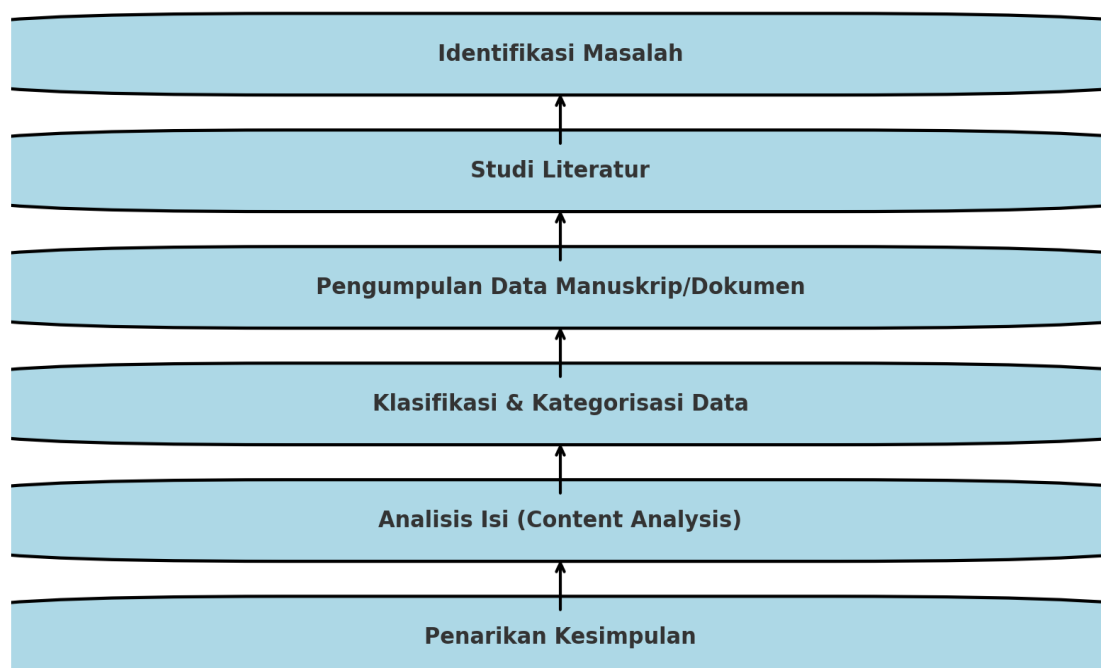 Identifikasi Masalah
Studi Literatur
Pengumpulan Data Manuskrip/Dokumen
Klasifikasi & Kategorisasi Data
Analisis Isi (Content Analysis)
Penarikan Kesimpulan